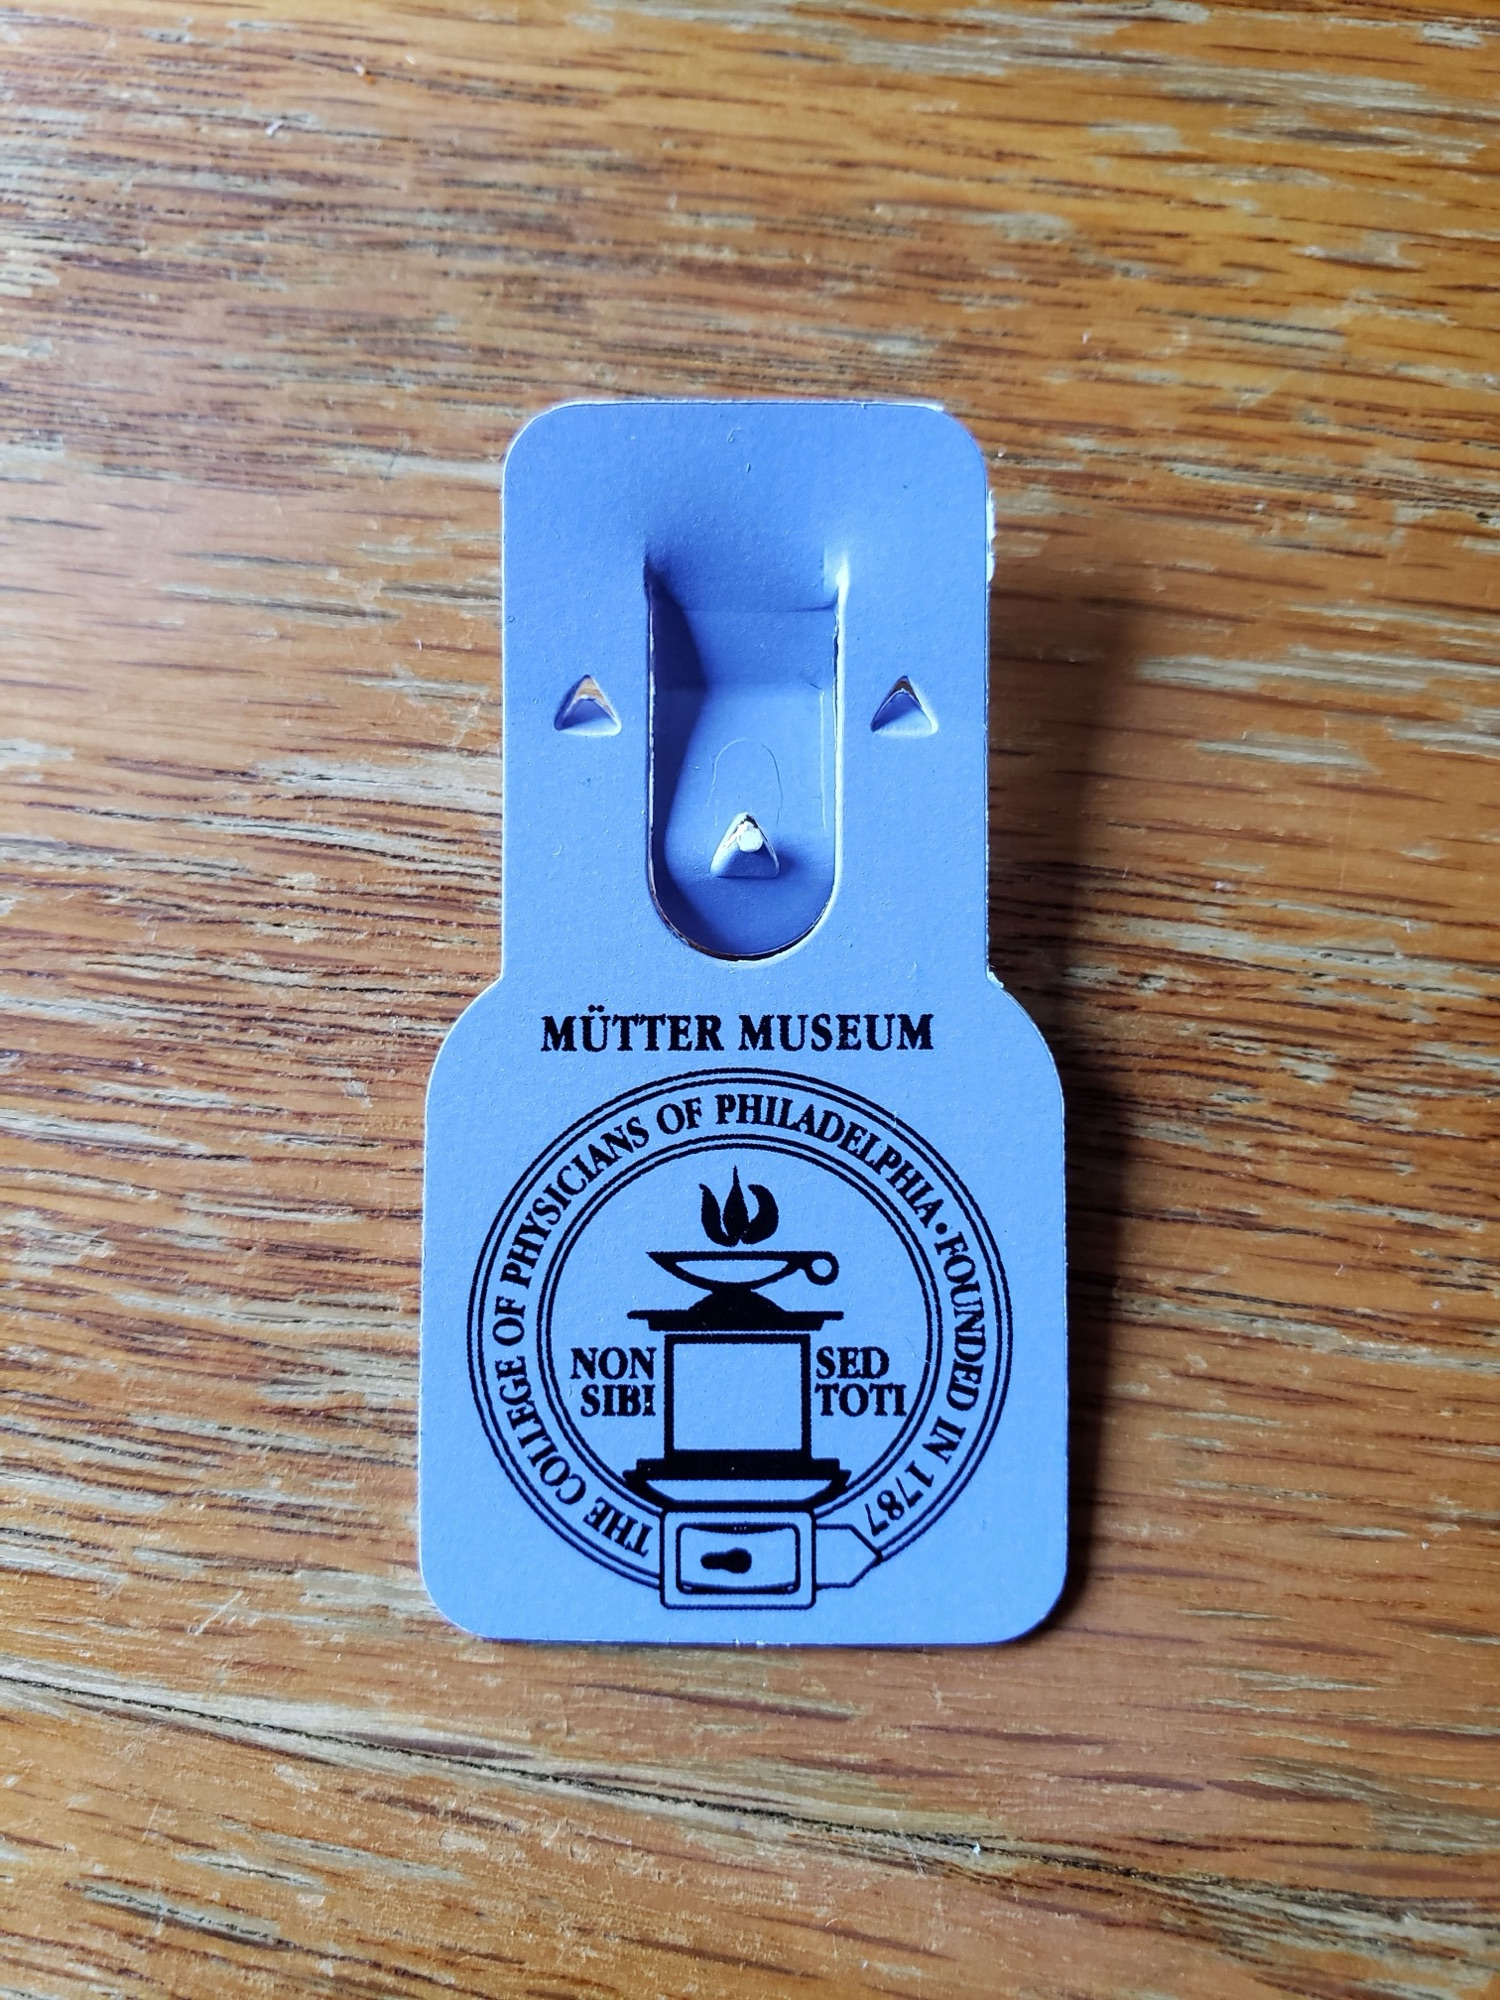 MÜTTER MUSEUM
THE COLLEGE OF PHYSICIANS OF PHILADELPHIA • FOUNDED IN 1787
NON SED
SIBI TOTI